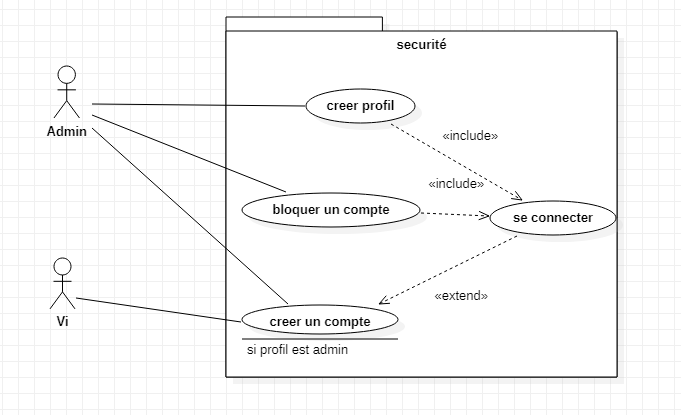 securité
creer profil
«include»
Admin
«include»
bloquer un compte
se connecter
«extend»
Vi
creer un compte
si profil est admin